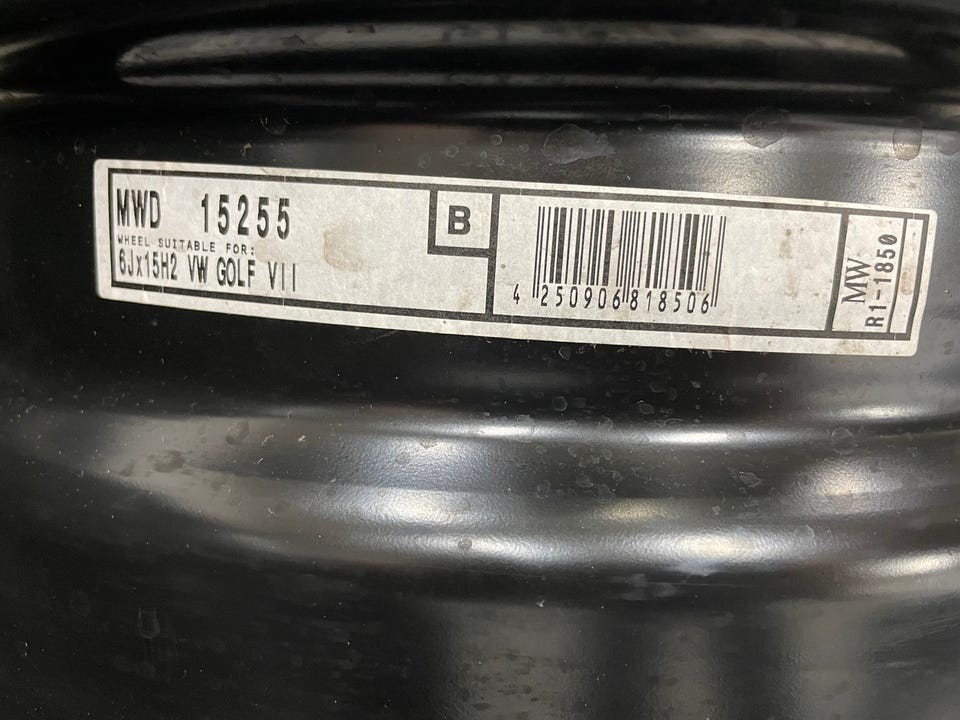 MWD 15255
WHEEL SUITABLE FOR:
6Jx15H2 VW GOLF VII
B
4 250906 818506
MW
R1-1850